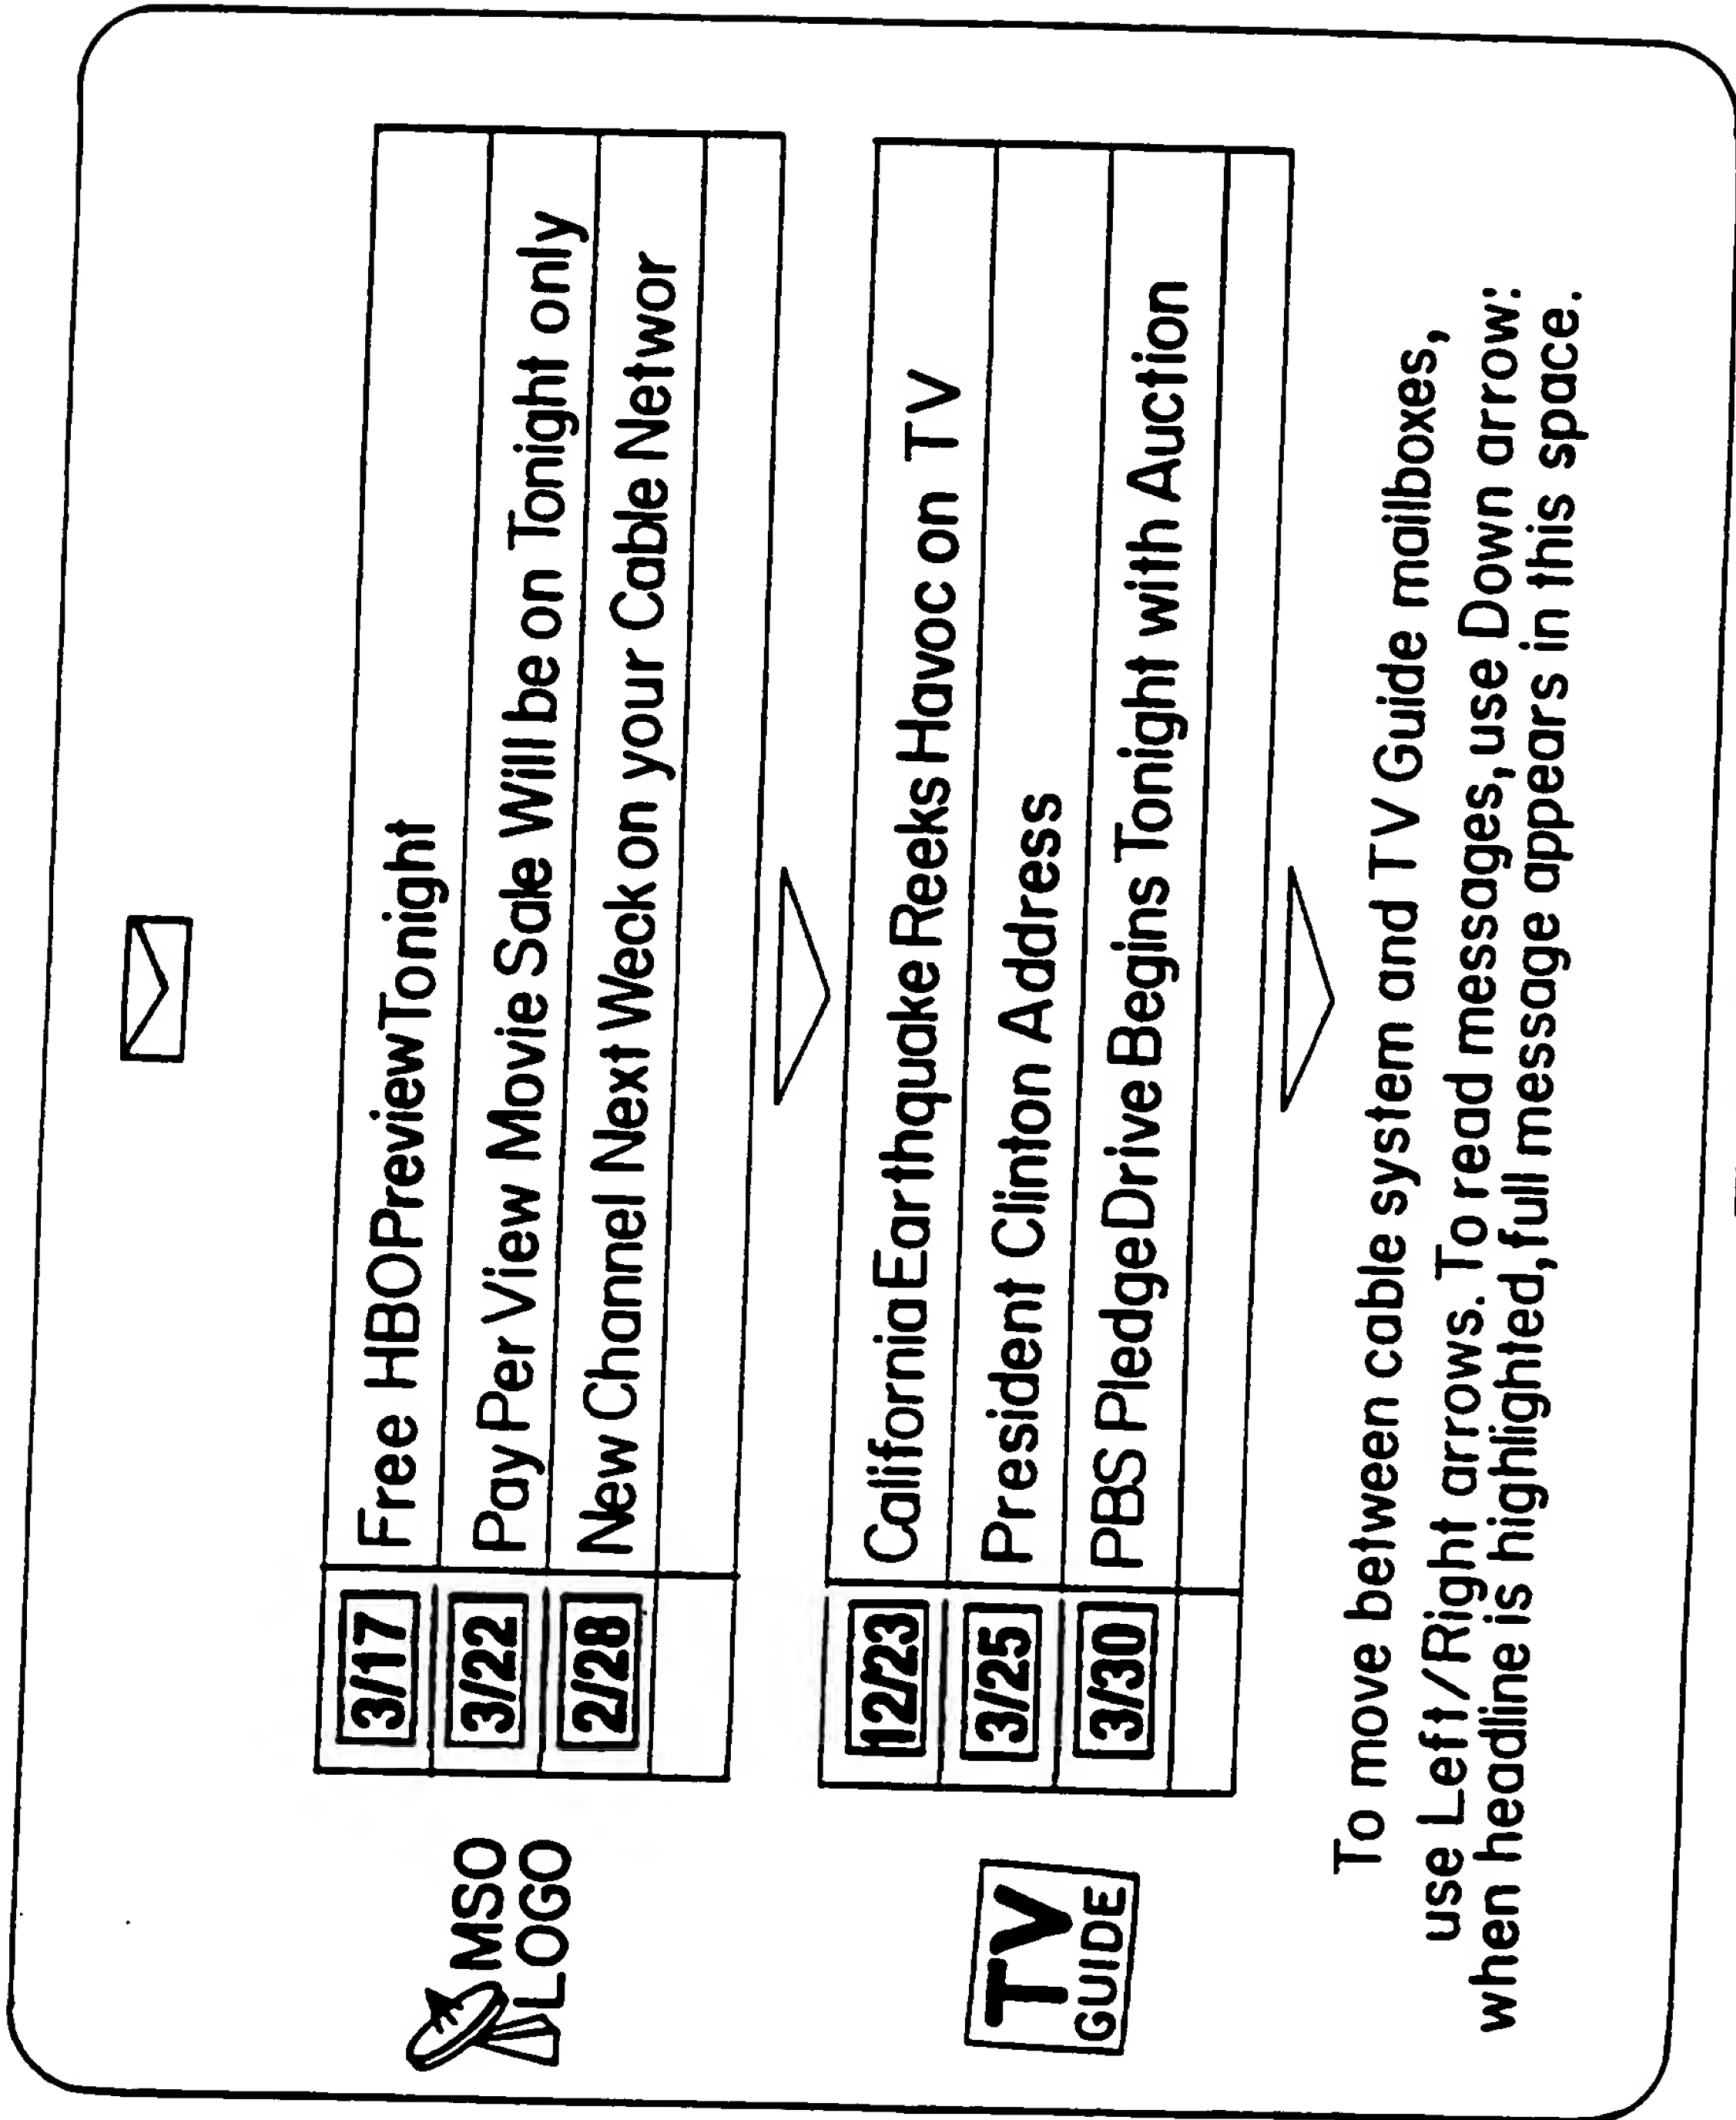 MSO
LOGO
3/17 Free HBO Preview Tonight
3/22 Pay Per View Movie Sale Will be on Tonight only
2/28 New Channel Next Weck on your Cable Networ
TV
GUIDE
12/23 California Earthquake Reeks Havoc on TV
3/25 President Clinton Address
3/30 PBS Pledge Drive Begins Tonight with Auction
To move between cable system and TV Guide mailboxes,
use Left/Right arrows. To read messages, use Down arrow:
when headline is highlighted, full message appears in this space.